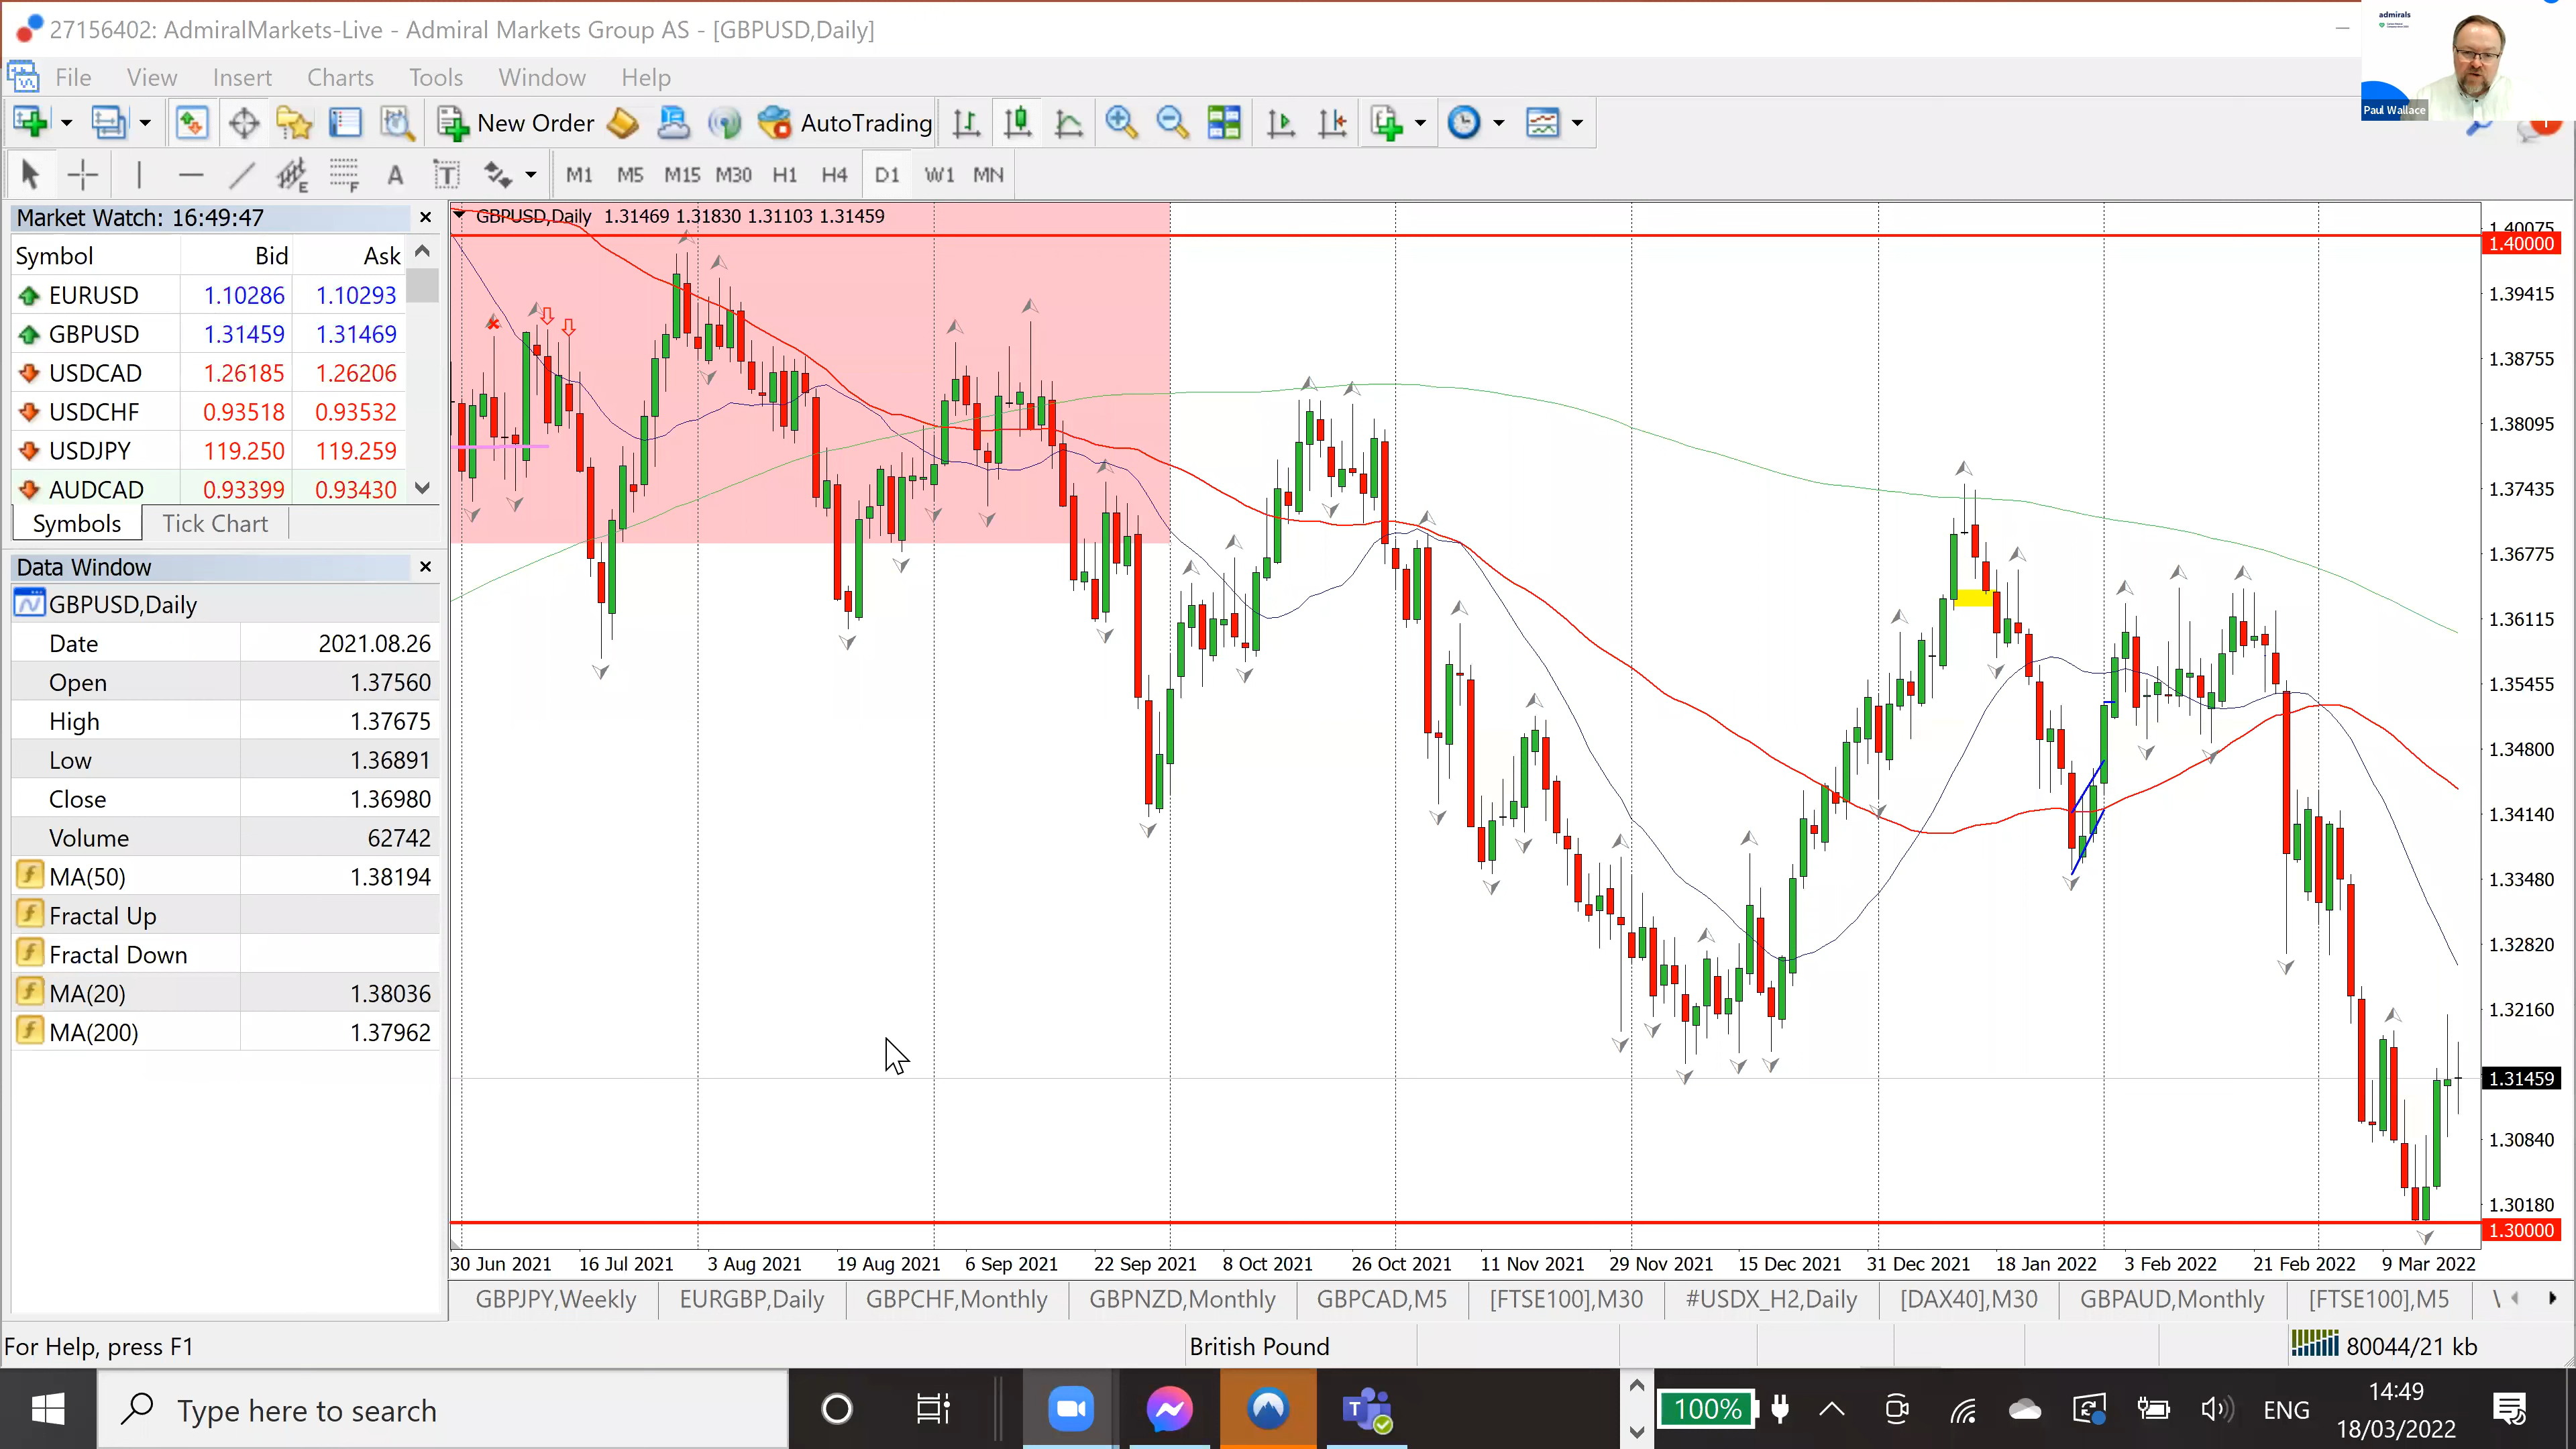 27156402: AdmiralMarkets-Live - Admiral Markets Group AS - [GBPUSD,Daily]
admirals
Paul Wallace
File View Insert Charts Tools Window Help
New Order AutoTrading
A T M1 M5 M15 M30 H1 H4 D1 W1 MN
Market Watch: 16:49:47
Symbol Bid Ask
EURUSD 1.10286 1.10293
GBPUSD 1.31459 1.31469
USDCAD 1.26185 1.26206
USDCHF 0.93518 0.93532
USDJPY 119.250 119.259
AUDCAD 0.93399 0.93430
Symbols Tick Chart
Data Window
GBPUSD,Daily
Date 2021.08.26
Open 1.37560
High 1.37675
Low 1.36891
Close 1.36980
Volume 62742
MA(50) 1.38194
Fractal Up
Fractal Down
MA(20) 1.38036
MA(200) 1.37962
GBPUSD,Daily 1.31469 1.31830 1.31103 1.31459
1.40075
1.40000
1.39415
1.38755
1.38095
1.37435
1.36775
1.36115
1.35455
1.34800
1.34140
1.33480
1.32820
1.32160
1.31459
1.30840
1.30180
1.30000
30 Jun 2021 16 Jul 2021 3 Aug 2021 19 Aug 2021 6 Sep 2021 22 Sep 2021 8 Oct 2021 26 Oct 2021 11 Nov 2021 29 Nov 2021 15 Dec 2021 31 Dec 2021 18 Jan 2022 3 Feb 2022 21 Feb 2022 9 Mar 2022
GBPJPY,Weekly EURGBP,Daily GBPCHF,Monthly GBPNZD,Monthly GBPCAD,M5 [FTSE100],M30 #USDX_H2,Daily [DAX40],M30 GBPAUD,Monthly [FTSE100],M5
For Help, press F1 British Pound 80044/21 kb
Type here to search
100%
ENG
14:49
18/03/2022